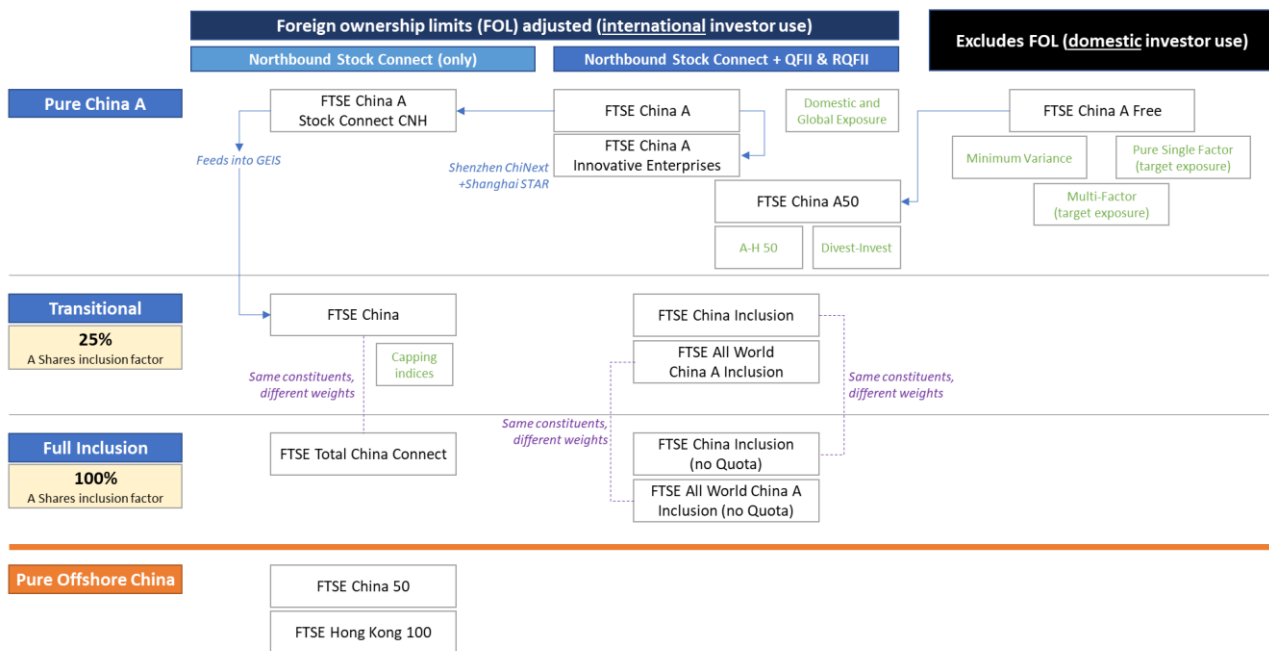 Foreign ownership limits (FOL) adjusted (international investor use)
Excludes FOL (domestic investor use)
Northbound Stock Connect (only)
Northbound Stock Connect + QFII & RQFII
Pure China A
FTSE China A
Stock Connect CNH
FTSE China A
Domestic and
Global Exposure
FTSE China A Free
Feeds into GEIS
Shenzhen ChiNext
+Shanghai STAR
FTSE China A
Innovative Enterprises
Minimum Variance
Pure Single Factor
(target exposure)
FTSE China A50
Multi-Factor
(target exposure)
A-H 50
Divest-Invest
Transitional
25%
A Shares inclusion factor
FTSE China
Capping
indices
Same constituents,
different weights
FTSE China Inclusion
FTSE All World
China A Inclusion
Same constituents,
different weights
Same constituents,
different weights
Full Inclusion
100%
A Shares inclusion factor
FTSE Total China Connect
FTSE China Inclusion
(no Quota)
FTSE All World China A
Inclusion (no Quota)
Pure Offshore China
FTSE China 50
FTSE Hong Kong 100